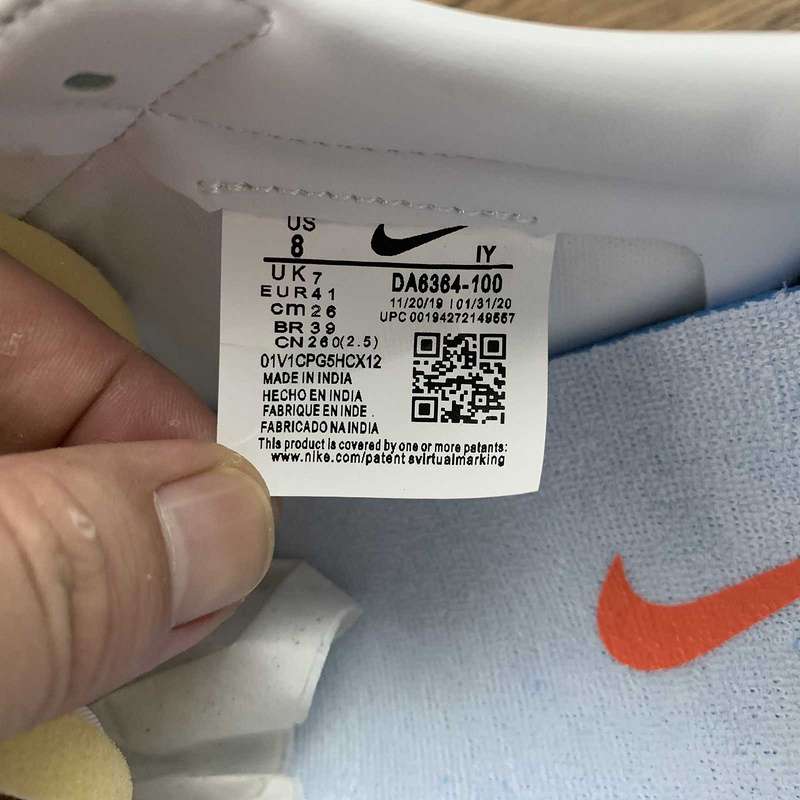 US
8
IY
UK 7
EUR 41
cm 26
BR 39
CN 260(2.5)
DA6364-100
11/20/19 | 01/31/20
UPC 00194272149557
01V1CPG5HCX12
MADE IN INDIA
HECHO EN INDIA
FABRIQUE EN INDE .
FABRICADO NA INDIA
This product is covered by one or more patents:
www.nike.com/patentsvirtualmarking